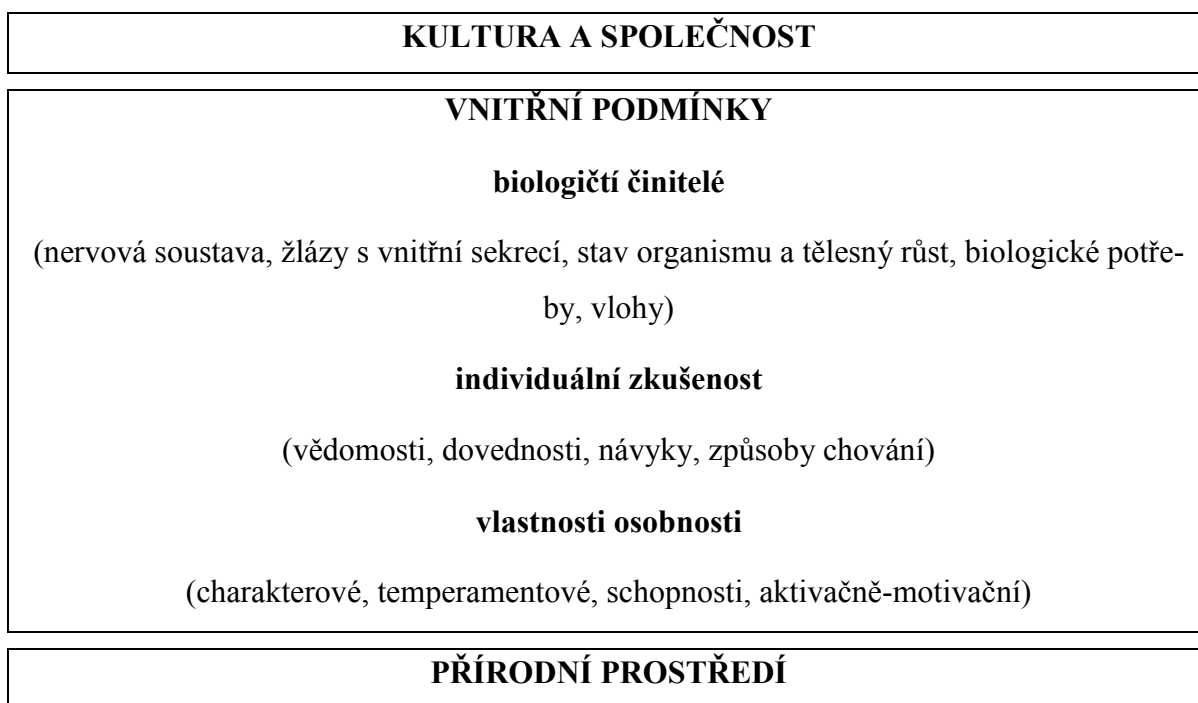 KULTURA A SPOLEČNOST
VNITŘNÍ PODMÍNKY
biologičtí činitelé
(nervová soustava, žlázy s vnitřní sekrecí, stav organismu a tělesný růst, biologické potře-
by, vlohy)
individuální zkušenost
(vědomosti, dovednosti, návyky, způsoby chování)
vlastnosti osobnosti
(charakterové, temperamentové, schopnosti, aktivačně-motivační)
PŘÍRODNÍ PROSTŘEDÍ